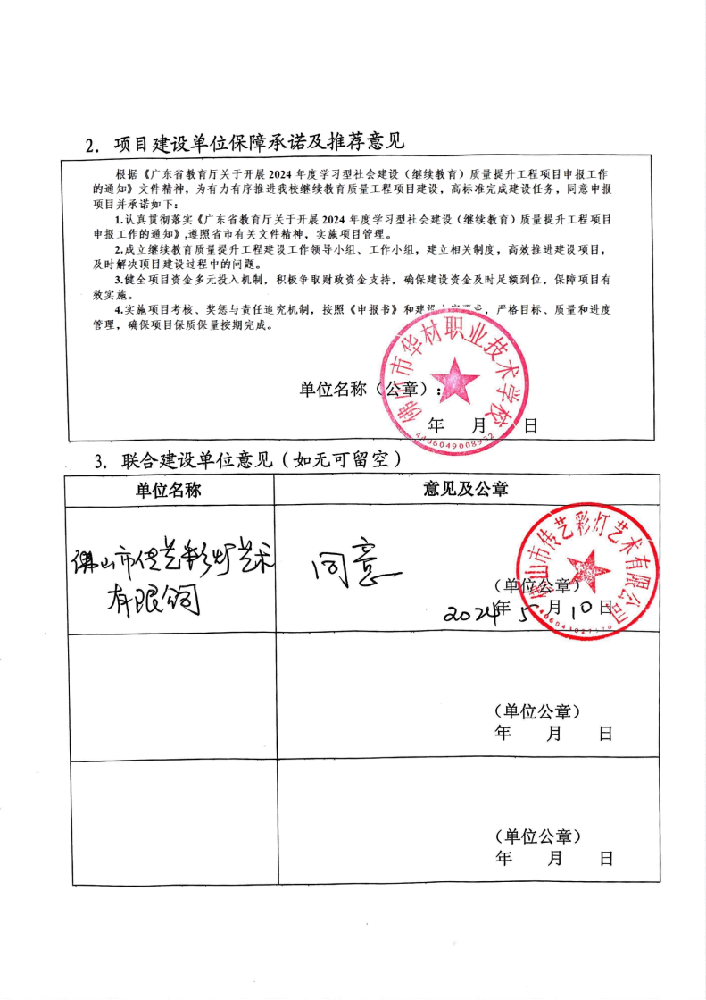 2. 项目建设单位保障承诺及推荐意见
根据《广东省教育厅关于开展 2024 年度学习型社会建设（继续教育）质量提升工程项目申报工作
的通知》文件精神，为有力有序推进我校继续教育质量工程项目建设，高标准完成建设任务，同意申报
项目并承诺如下：
1.认真贯彻落实《广东省教育厅关于开展 2024 年度学习型社会建设（继续教育）质量提升工程项目
申报工作的通知》,遵照省市有关文件精神，实施项目管理。
2.成立继续教育质量提升工程建设工作领导小组、工作小组，建立相关制度，高效推进建设项目，
及时解决项目建设过程中的问题。
3.健全项目资金多元投入机制，积极争取财政资金支持，确保建设资金及时足额到位，保障项目有
效实施。
4.实施项目考核、奖惩与责任追究机制，按照《申报书》和建设 严格目标、质量和进度
管理，确保项目保质保量按期完成。
佛山市华材职业技术学校
单位名称（公章）：
年 月 日
4406049008922
3. 联合建设单位意见（如无可留空）
单位名称 意见及公章
佛山市传艺彩灯艺术
有限公司
同意
佛山市传艺彩灯艺术有限公司
（单位公章）
2024年 5月 10日
（单位公章）
年 月 日
（单位公章）
年 月 日